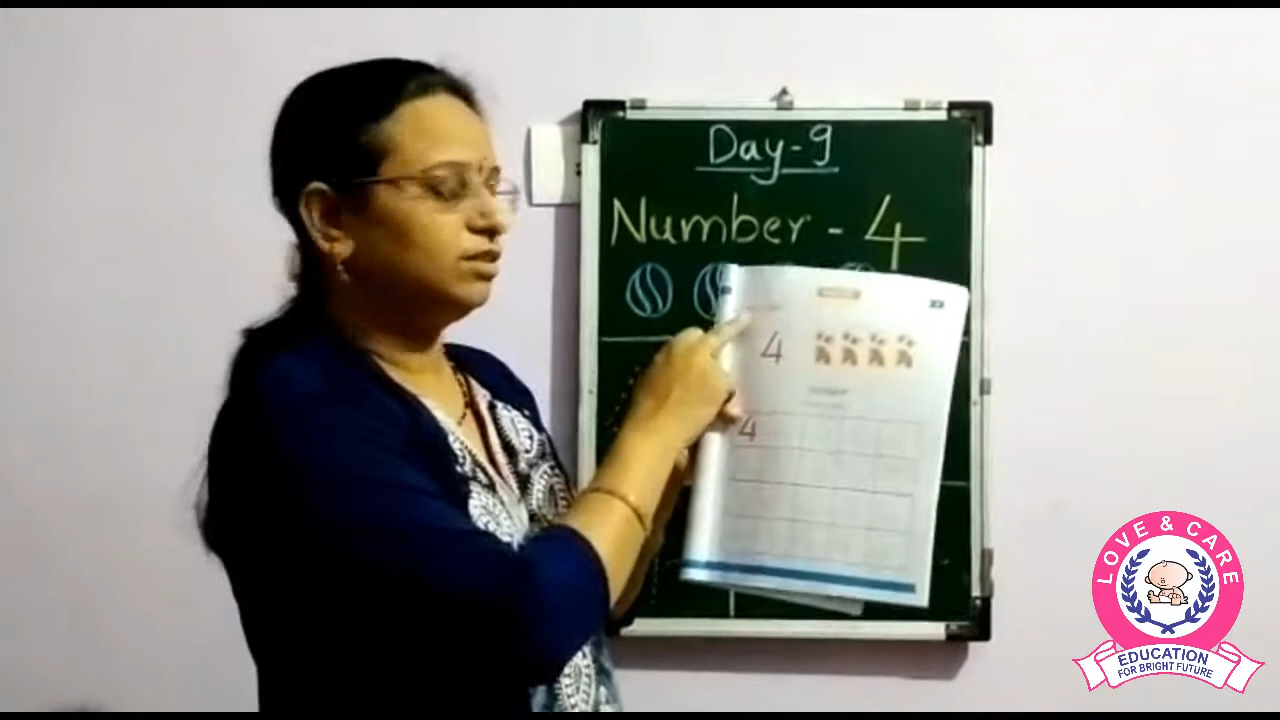 Day-9
Number - 4
4
4
LOVE & CARE
EDUCATION
FOR BRIGHT FUTURE